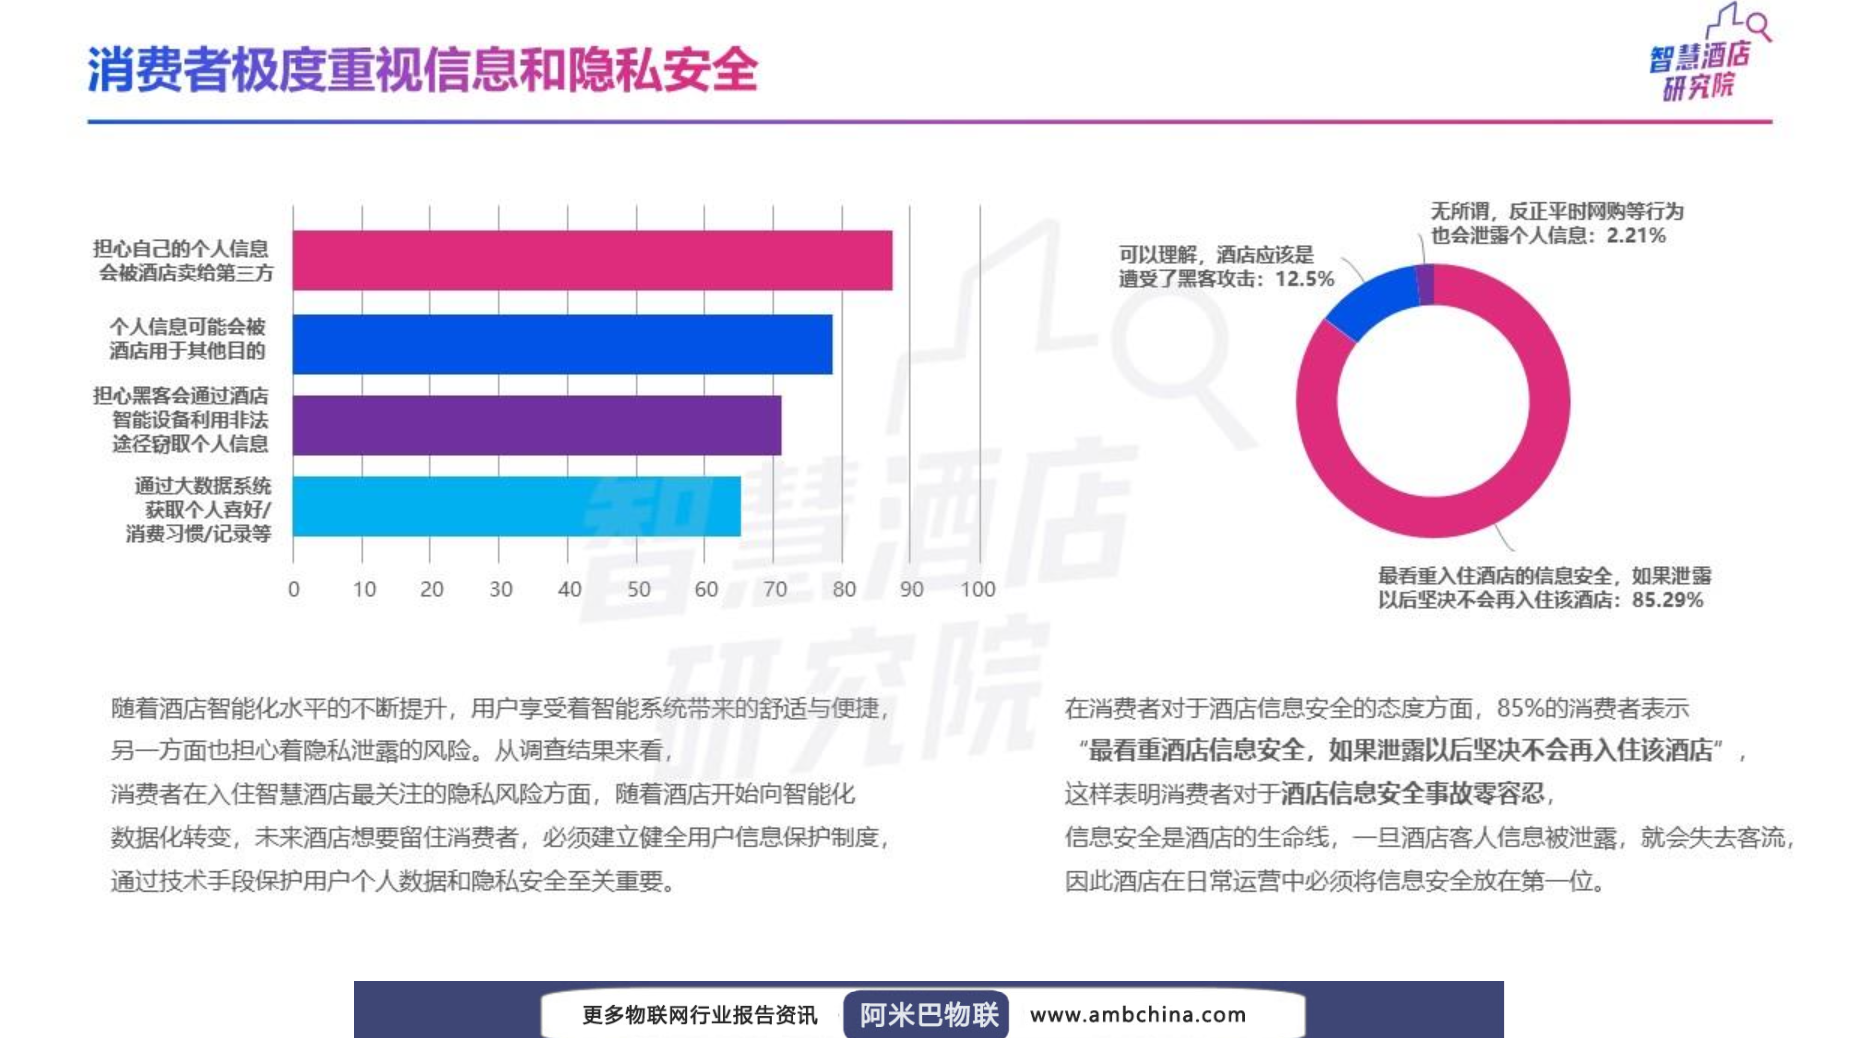 消费者极度重视信息和隐私安全
智慧酒店
研究院
担心自己的个人信息
会被酒店卖给第三方
个人信息可能会被
酒店用于其他目的
担心黑客会通过酒店
智能设备利用非法
途径窃取个人信息
通过大数据系统
获取个人喜好/
消费习惯/记录等
0 10 20 30 40 50 60 70 80 90 100
无所谓，反正平时网购等行为
也会泄露个人信息：2.21%
可以理解，酒店应该是
遭受了黑客攻击：12.5%
最看重入住酒店的信息安全，如果泄露
以后坚决不会再入住该酒店：85.29%
智慧酒店
研究院
随着酒店智能化水平的不断提升，用户享受着智能系统带来的舒适与便捷，
另一方面也担心着隐私泄露的风险。从调查结果来看，
消费者在入住智慧酒店最关注的隐私风险方面，随着酒店开始向智能化
数据化转变，未来酒店想要留住消费者，必须建立健全用户信息保护制度，
通过技术手段保护用户个人数据和隐私安全至关重要。
在消费者对于酒店信息安全的态度方面，85%的消费者表示
“最看重酒店信息安全，如果泄露以后坚决不会再入住该酒店”，
这样表明消费者对于酒店信息安全事故零容忍，
信息安全是酒店的生命线，一旦酒店客人信息被泄露，就会失去客流，
因此酒店在日常运营中必须将信息安全放在第一位。
更多物联网行业报告资讯 阿米巴物联 www.ambchina.com